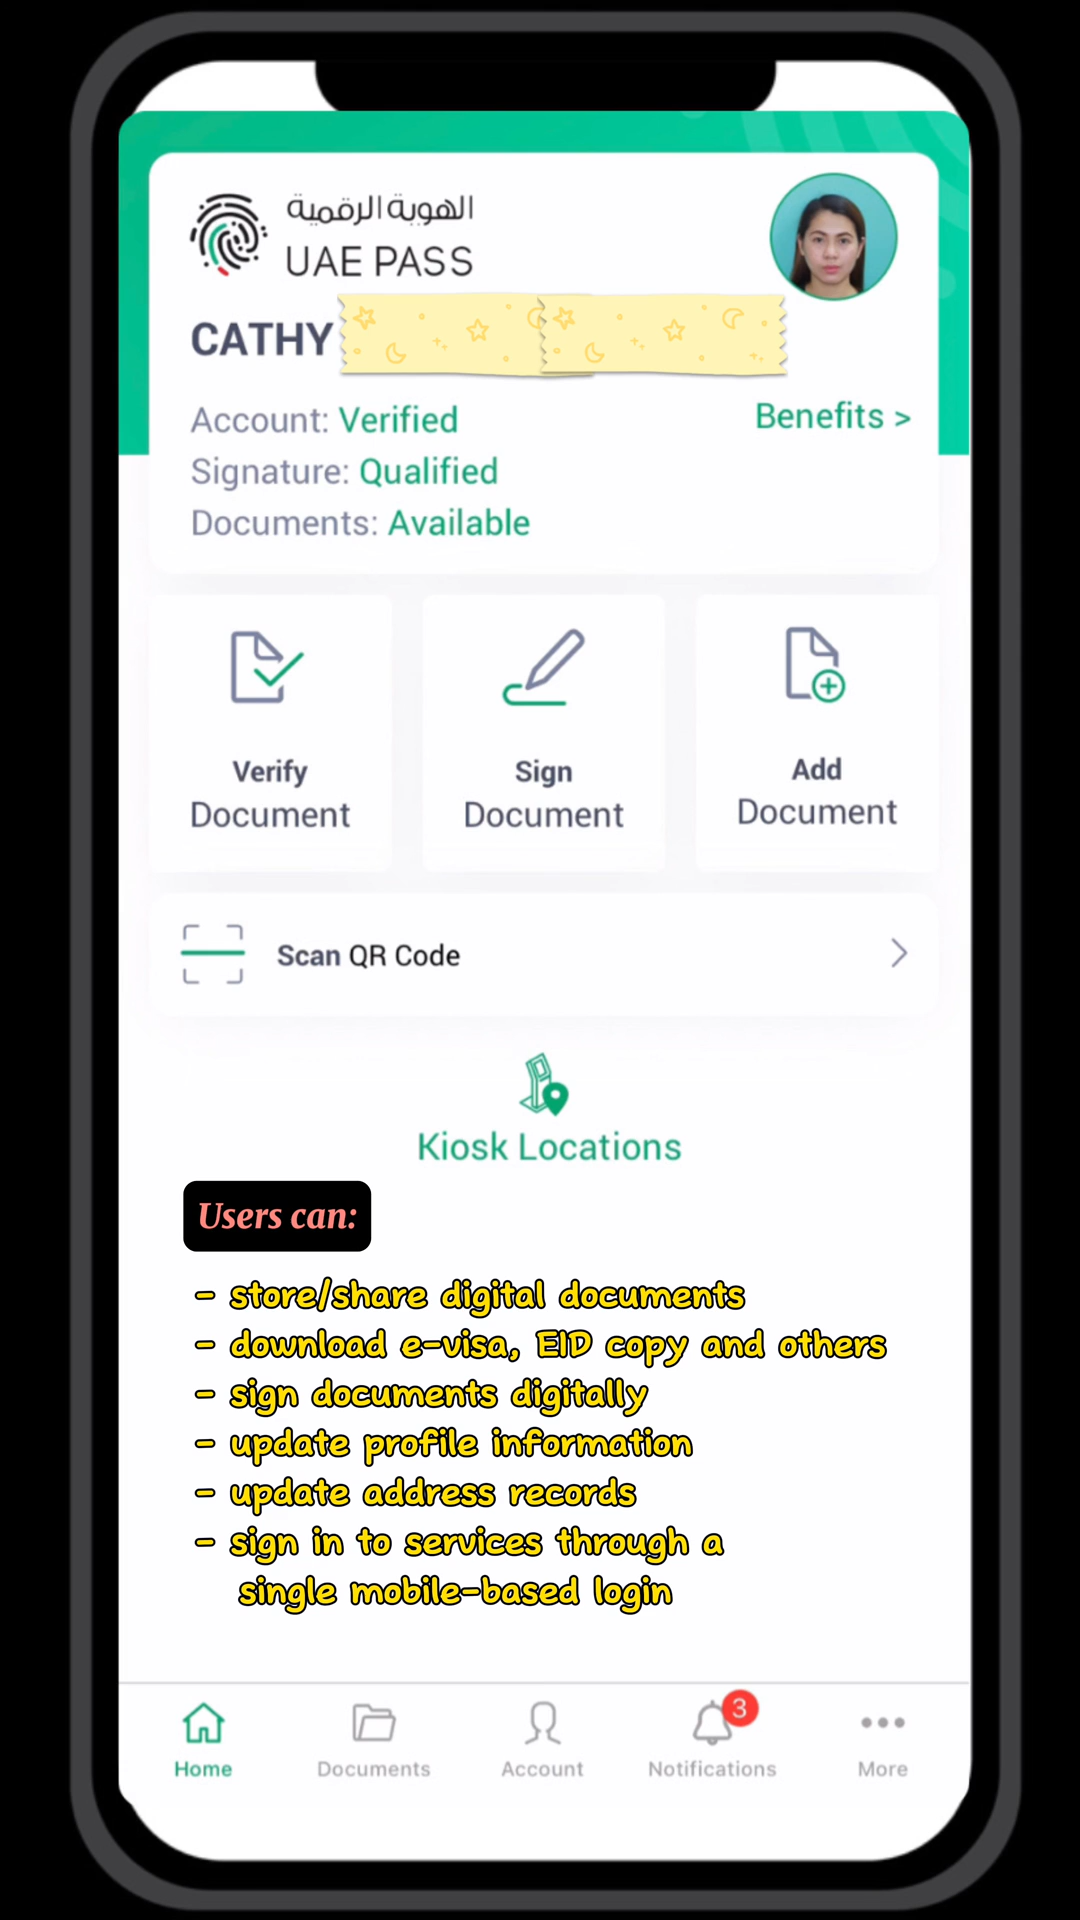 الهوية الرقمية
UAE PASS
CATHY
Account: Verified
Benefits >
Signature: Qualified
Documents: Available
Verify
Document
Sign
Document
Add
Document
Scan QR Code
Kiosk Locations
Users can:
- store/share digital documents
- download e-visa, EID copy and others
- sign documents digitally
- update profile information
- update address records
- sign in to services through a
single mobile-based login
3
Home
Documents
Account
Notifications
More